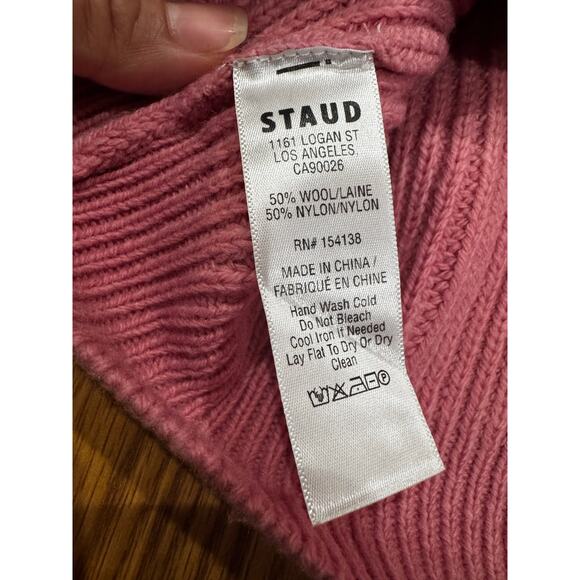 STAUD
1161 LOGAN ST
LOS ANGELES,
CA90026
50% WOOL/LAINE
50% NYLON/NYLON
RN# 154138
MADE IN CHINA/
FABRIQUÉ EN CHINE
Hand Wash Cold
Do Not Bleach
Cool Iron if Needed
Lay Flat To Dry Or Dry
Clean
P